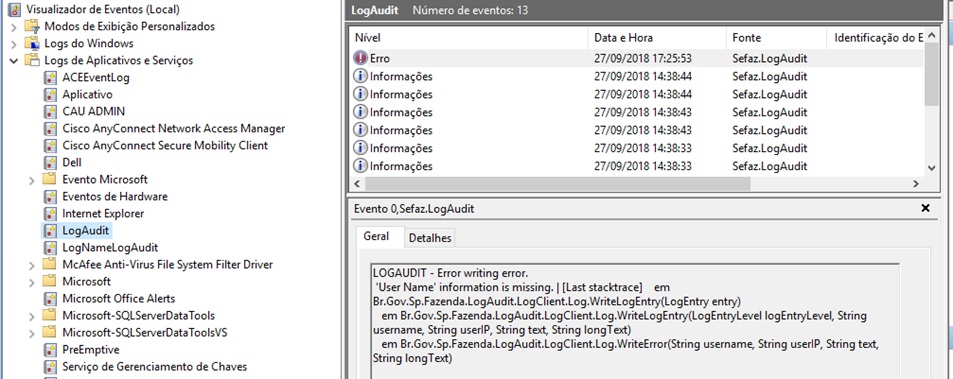 Visualizador de Eventos (Local)
Modos de Exibição Personalizados
Logs do Windows
Logs de Aplicativos e Serviços
ACEEventLog
Aplicativo
CAU ADMIN
Cisco AnyConnect Network Access Manager
Cisco AnyConnect Secure Mobility Client
Dell
Evento Microsoft
Eventos de Hardware
Internet Explorer
LogAudit
LogNameLogAudit
McAfee Anti-Virus File System Filter Driver
Microsoft
Microsoft Office Alerts
Microsoft-SQLServerDataTools
Microsoft-SQLServerDataToolsVS
PreEmptive
Serviço de Gerenciamento de Chaves
LogAudit Número de eventos: 13
Nível Data e Hora Fonte Identificação do E
Erro 27/09/2018 17:25:53 Sefaz.LogAudit
Informações 27/09/2018 14:38:44 Sefaz.LogAudit
Informações 27/09/2018 14:38:44 Sefaz.LogAudit
Informações 27/09/2018 14:38:43 Sefaz.LogAudit
Informações 27/09/2018 14:38:43 Sefaz.LogAudit
Informações 27/09/2018 14:38:33 Sefaz.LogAudit
Informações 27/09/2018 14:38:33 Sefaz.LogAudit
Evento 0,Sefaz.LogAudit
Geral Detalhes
LOGAUDIT - Error writing error.
'User Name' information is missing. | [Last stacktrace] em
Br.Gov.Sp.Fazenda.LogAudit.LogClient.Log.WriteLogEntry(LogEntry entry)
em Br.Gov.Sp.Fazenda.LogAudit.LogClient.Log.WriteLogEntry(LogEntryLevel logEntryLevel, String
username, String userIP, String text, String longText)
em Br.Gov.Sp.Fazenda.LogAudit.LogClient.Log.WriteError(String username, String userIP, String text,
String longText)